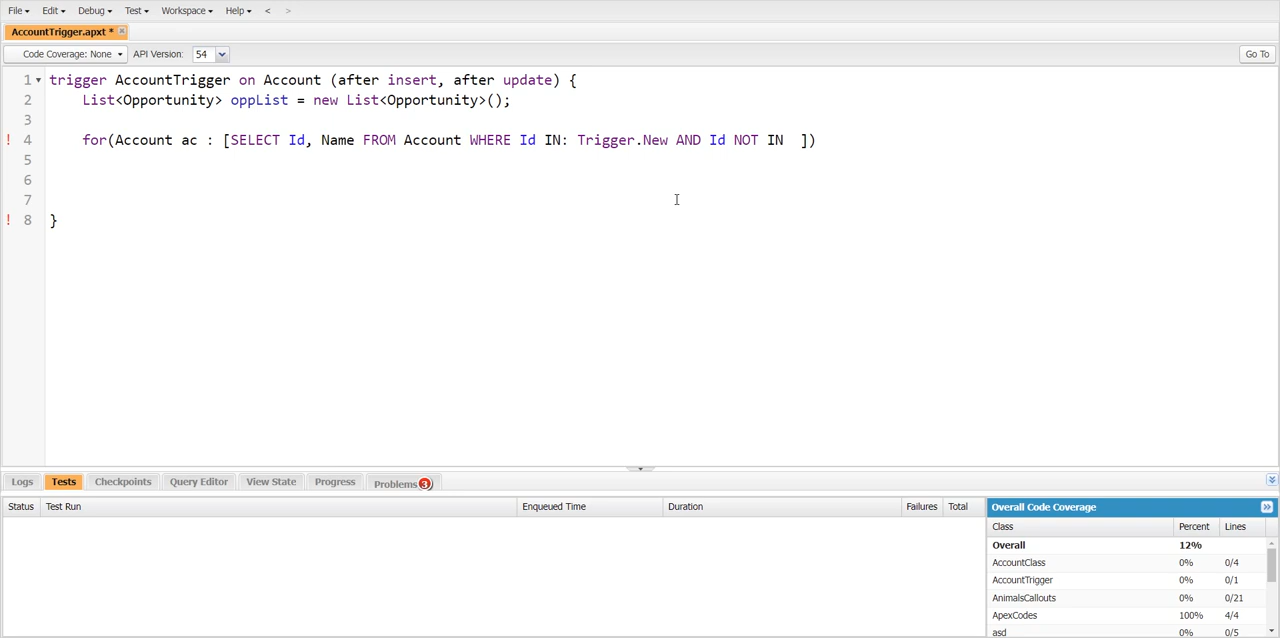 File Edit Debug Test Workspace Help < >
AccountTrigger.apxt *
Code Coverage: None API Version: 54 Go To
1 trigger AccountTrigger on Account (after insert, after update) {
2 List<Opportunity> oppList = new List<Opportunity>();
3
! 4 for(Account ac : [SELECT Id, Name FROM Account WHERE Id IN: Trigger.New AND Id NOT IN  ])
5
6
7
! 8 }
Logs Tests Checkpoints Query Editor View State Progress Problems 3
Status Test Run Enqueued Time Duration Failures Total Overall Code Coverage
Class Percent Lines
Overall 12%
AccountClass 0% 0/4
AccountTrigger 0% 0/1
AnimalsCallouts 0% 0/21
ApexCodes 100% 4/4
asd 0% 0/5